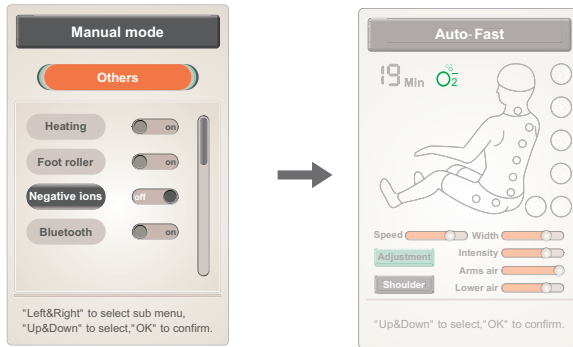 Manual mode
Others
Heating on
Foot roller on
Negative ions off
Bluetooth on
"Left&Right" to select sub menu,
"Up&Down" to select,"OK" to confirm.
Auto-Fast
19 Min O2
Speed Width
Adjustment Intensity
Arms air
Shoulder Lower air
"Up&Down" to select,"OK" to confirm.